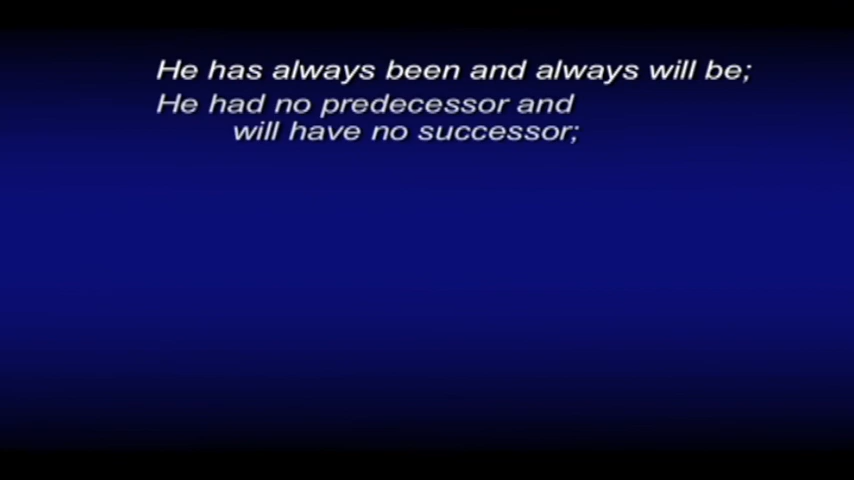 He has always been and always will be;
He had no predecessor and
will have no successor;